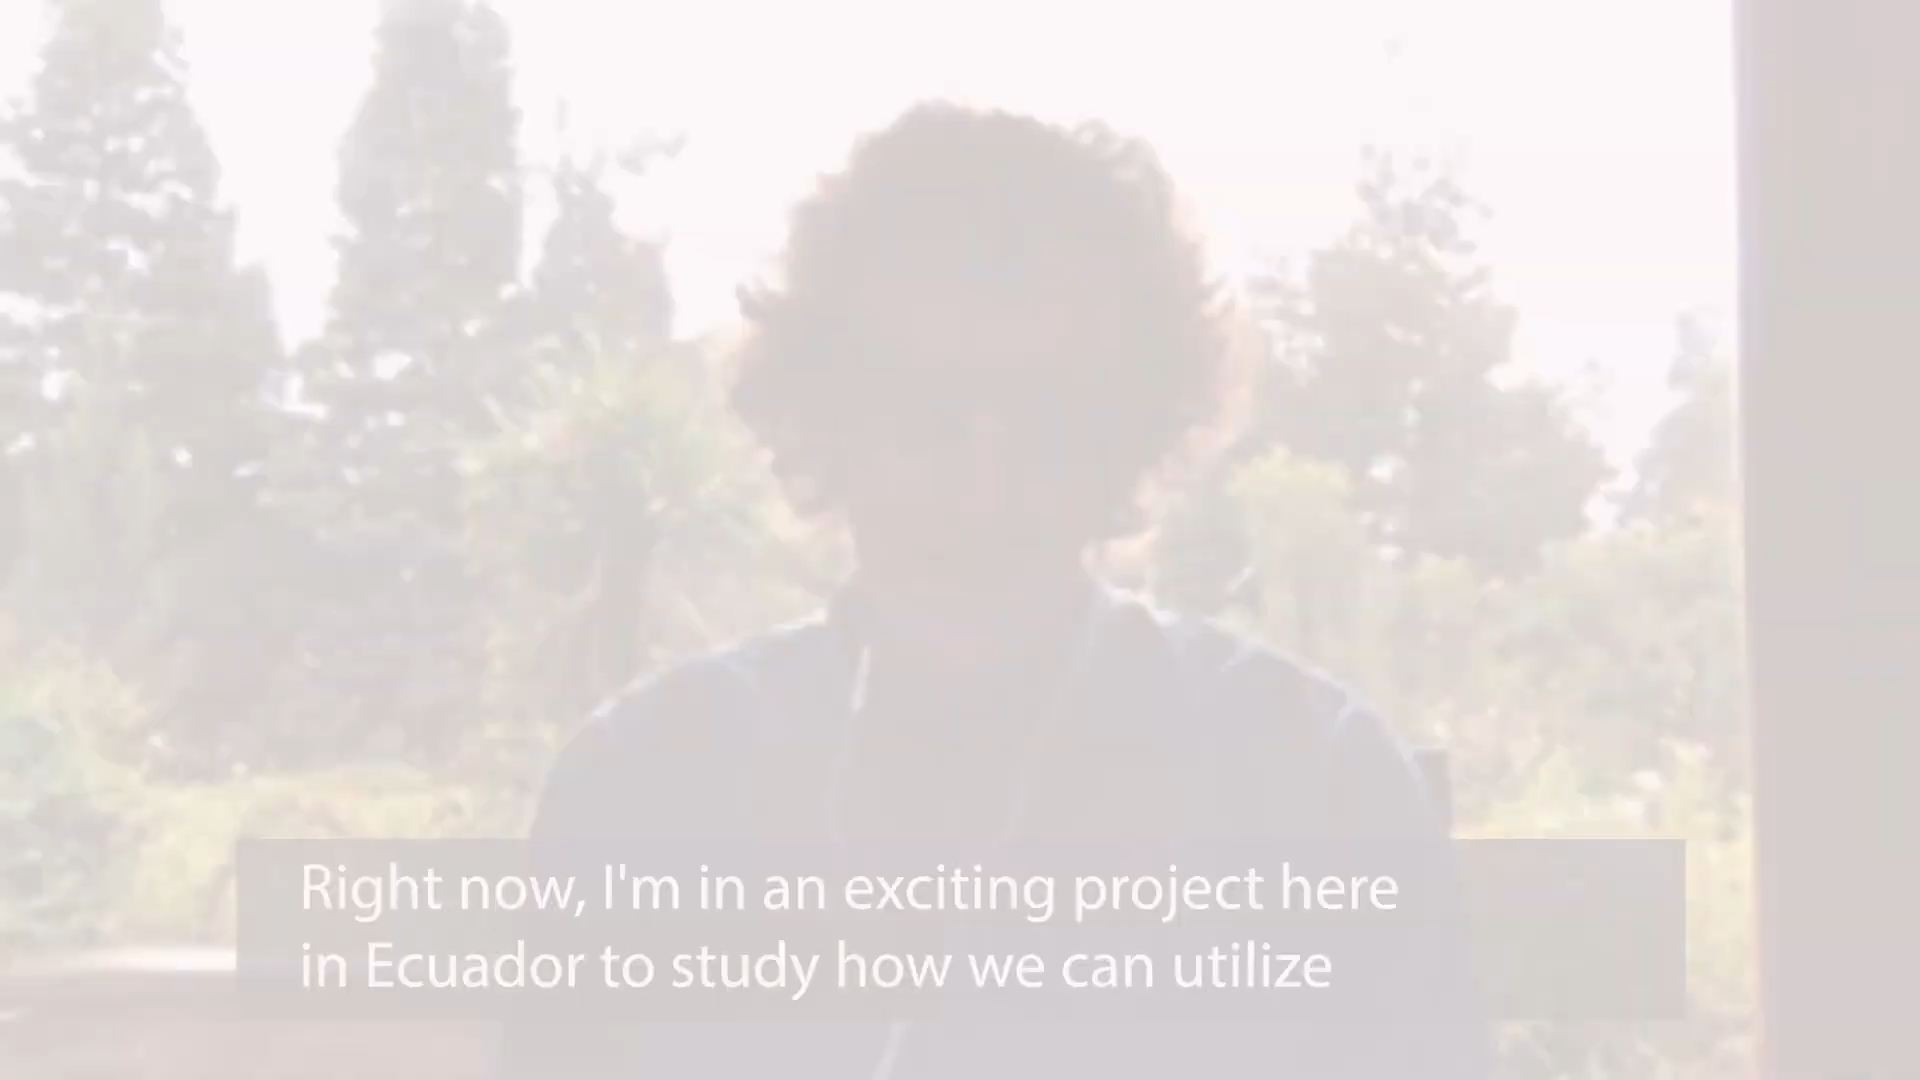 Right now, I'm in an exciting project here
in Ecuador to study how we can utilize